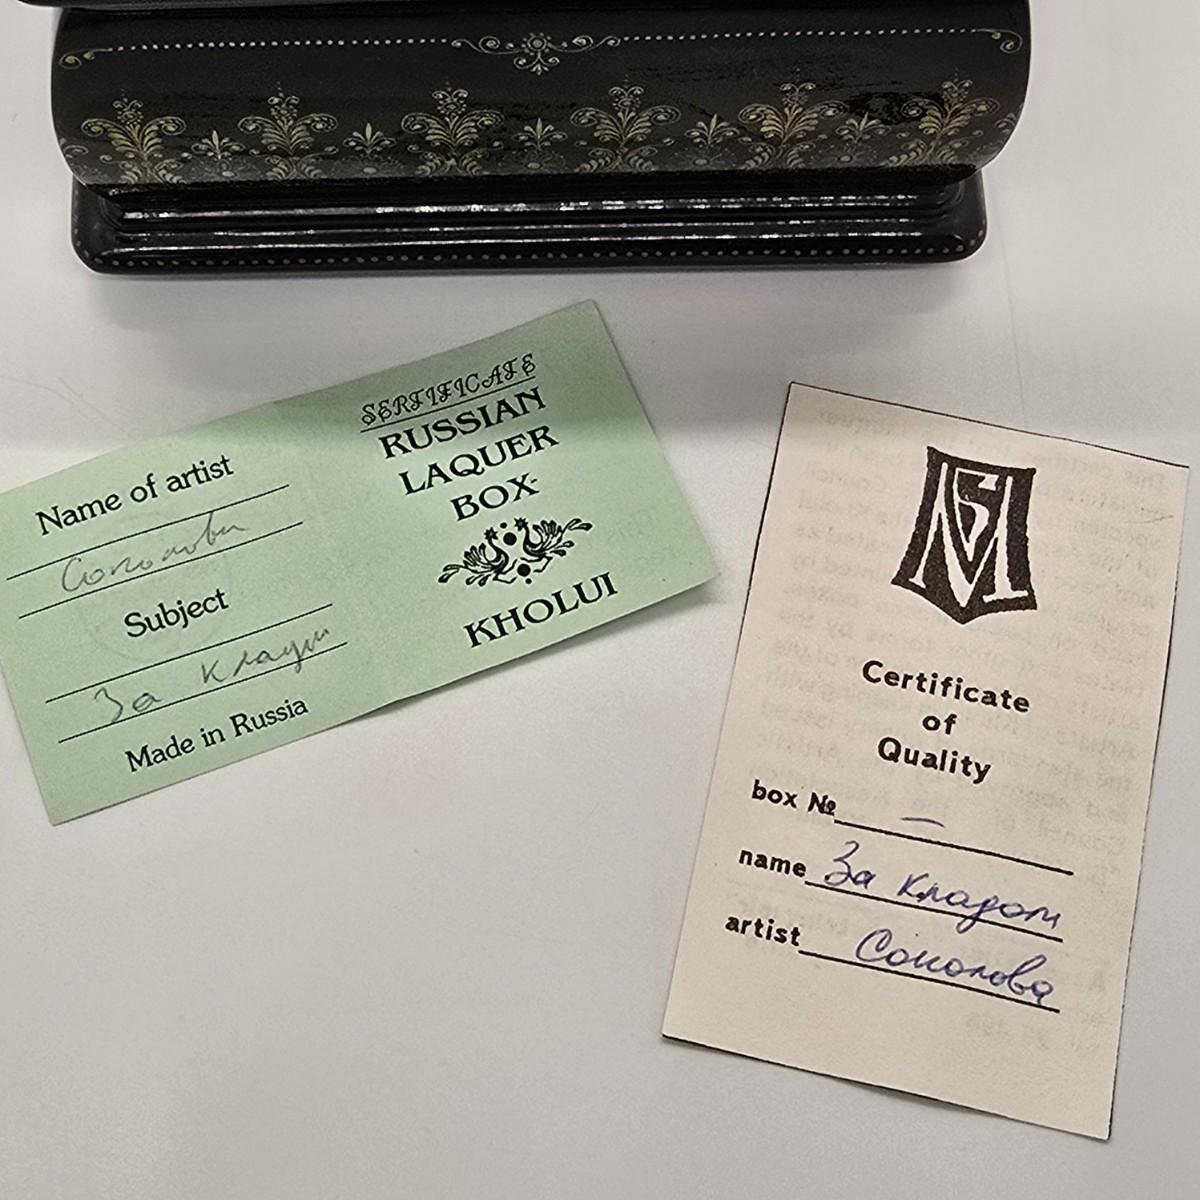 SERTIFICATE
RUSSIAN
LAQUER
BOX
KHOLUI
Name of artist
Соколова
Subject
За кладом
Made in Russia
Certificate
of
Quality
box № —
name За кладом
artist Соколова